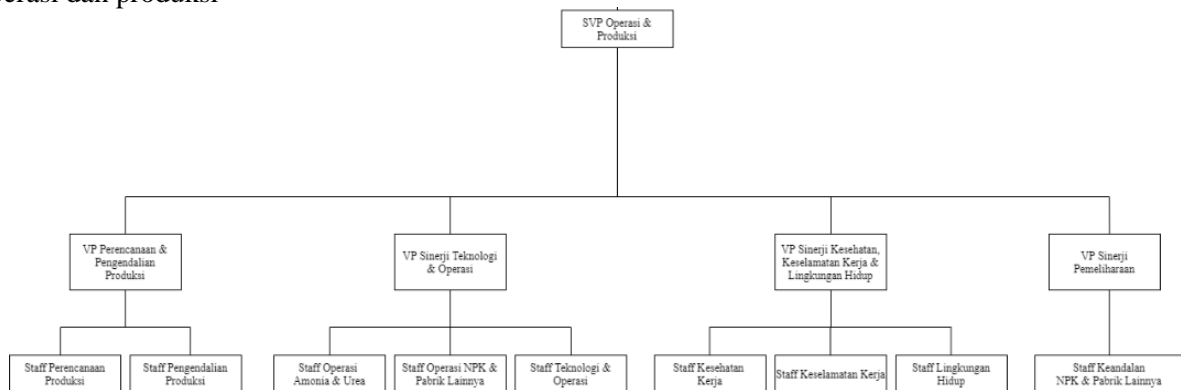 dan produksi
SVP Operasi &
Produksi
VP Perencanaan &
Pengendalian
Produksi
VP Sinerji Teknologi
& Operasi
VP Sinerji Kesehatan,
Keselamatan Kerja &
Lingkungan Hidup
VP Sinerji
Pemeliharaan
Staff Perencanaan
Produksi
Staff Pengendalian
Produksi
Staff Operasi
Amonia & Urea
Staff Operasi NPK &
Pabrik Lainnya
Staff Teknologi &
Operasi
Staff Kesehatan
Kerja
Staff Keselamatan Kerja
Staff Lingkungan
Hidup
Staff Keandalan
NPK & Pabrik Lainnya